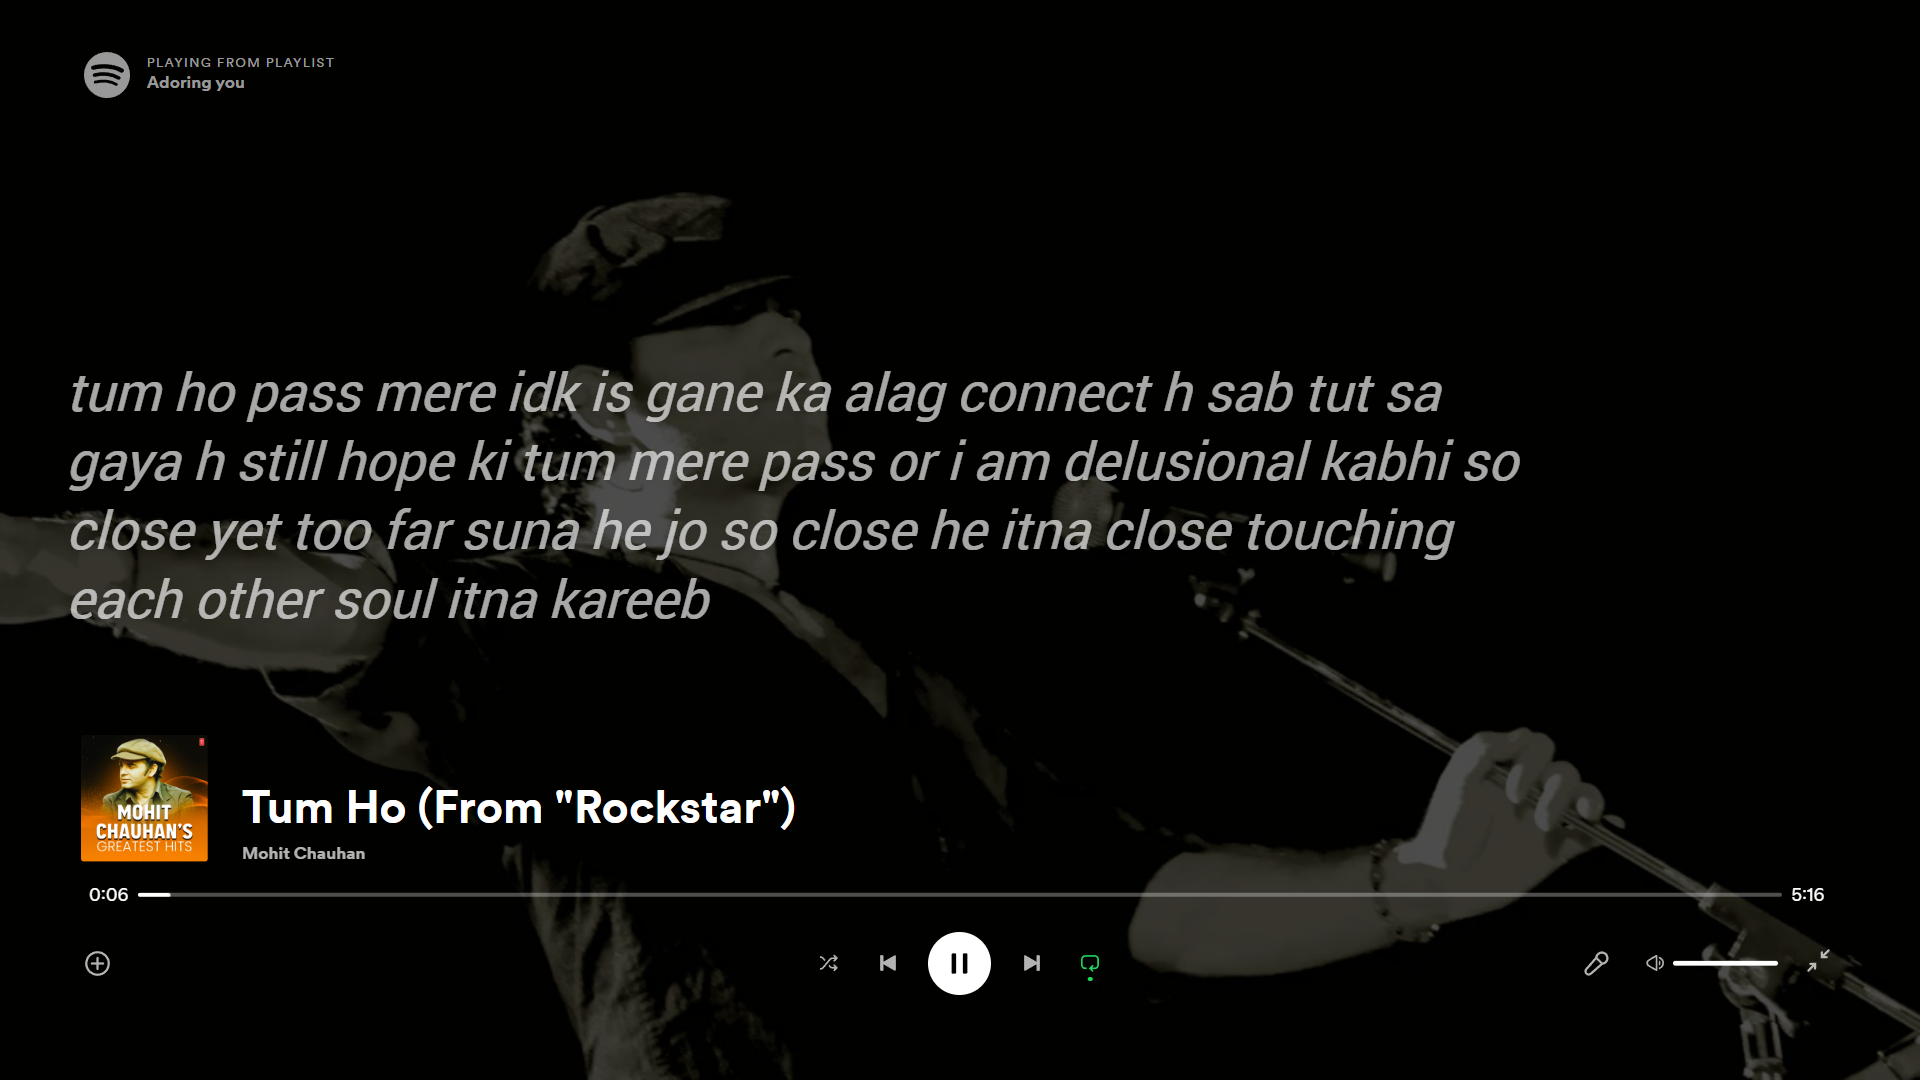 PLAYING FROM PLAYLIST
Adoring you
tum ho pass mere idk is gane ka alag connect h sab tut sa
gaya h still hope ki tum mere pass or i am delusional kabhi so
close yet too far suna he jo so close he itna close touching
each other soul itna kareeb
MOHIT
CHAUHAN'S
GREATEST HITS
Tum Ho (From "Rockstar")
Mohit Chauhan
0:06
5:16